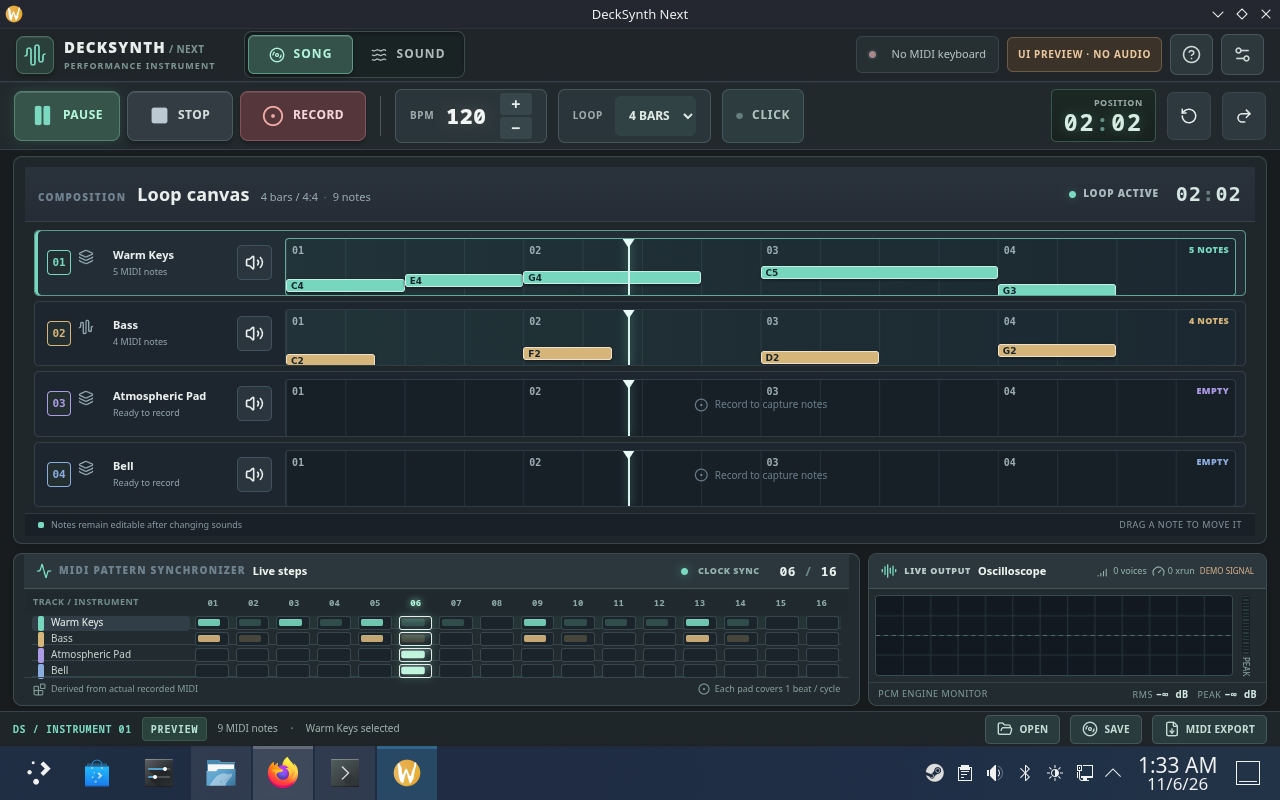 DeckSynth Next
DECKSYNTH / NEXT
PERFORMANCE INSTRUMENT
SONG
SOUND
No MIDI keyboard
UI PREVIEW · NO AUDIO
PAUSE
STOP
RECORD
BPM 120 + −
LOOP 4 BARS
CLICK
POSITION
02:02
COMPOSITION Loop canvas 4 bars / 4:4 · 9 notes
LOOP ACTIVE 02:02
01 Warm Keys
5 MIDI notes
01 02 03 04 5 NOTES
C4 E4 G4 C5 G3
02 Bass
4 MIDI notes
01 02 03 04 4 NOTES
C2 F2 D2 G2
03 Atmospheric Pad
Ready to record
01 02 03 04 EMPTY
Record to capture notes
04 Bell
Ready to record
01 02 03 04 EMPTY
Record to capture notes
Notes remain editable after changing sounds
DRAG A NOTE TO MOVE IT
MIDI PATTERN SYNCHRONIZER Live steps
CLOCK SYNC 06 / 16
TRACK / INSTRUMENT 01 02 03 04 05 06 07 08 09 10 11 12 13 14 15 16
Warm Keys
Bass
Atmospheric Pad
Bell
Derived from actual recorded MIDI
Each pad covers 1 beat / cycle
LIVE OUTPUT Oscilloscope
0 voices 0 xrun DEMO SIGNAL
PEAK
PCM ENGINE MONITOR
RMS -∞ dB PEAK -∞ dB
DS / INSTRUMENT 01 PREVIEW 9 MIDI notes · Warm Keys selected
OPEN
SAVE
MIDI EXPORT
1:33 AM
11/6/26